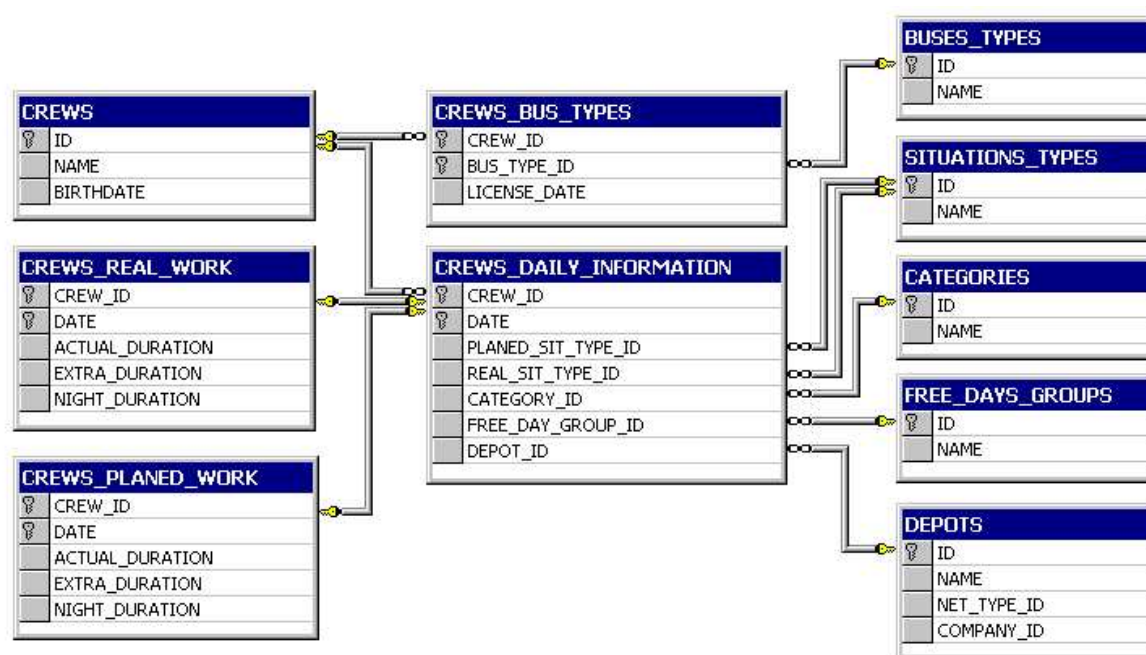 CREWS
ID
NAME
BIRTHDATE
CREWS_REAL_WORK
CREW_ID
DATE
ACTUAL_DURATION
EXTRA_DURATION
NIGHT_DURATION
CREWS_PLANED_WORK
CREW_ID
DATE
ACTUAL_DURATION
EXTRA_DURATION
NIGHT_DURATION
CREWS_BUS_TYPES
CREW_ID
BUS_TYPE_ID
LICENSE_DATE
CREWS_DAILY_INFORMATION
CREW_ID
DATE
PLANED_SIT_TYPE_ID
REAL_SIT_TYPE_ID
CATEGORY_ID
FREE_DAY_GROUP_ID
DEPOT_ID
BUSES_TYPES
ID
NAME
SITUATIONS_TYPES
ID
NAME
CATEGORIES
ID
NAME
FREE_DAYS_GROUPS
ID
NAME
DEPOTS
ID
NAME
NET_TYPE_ID
COMPANY_ID